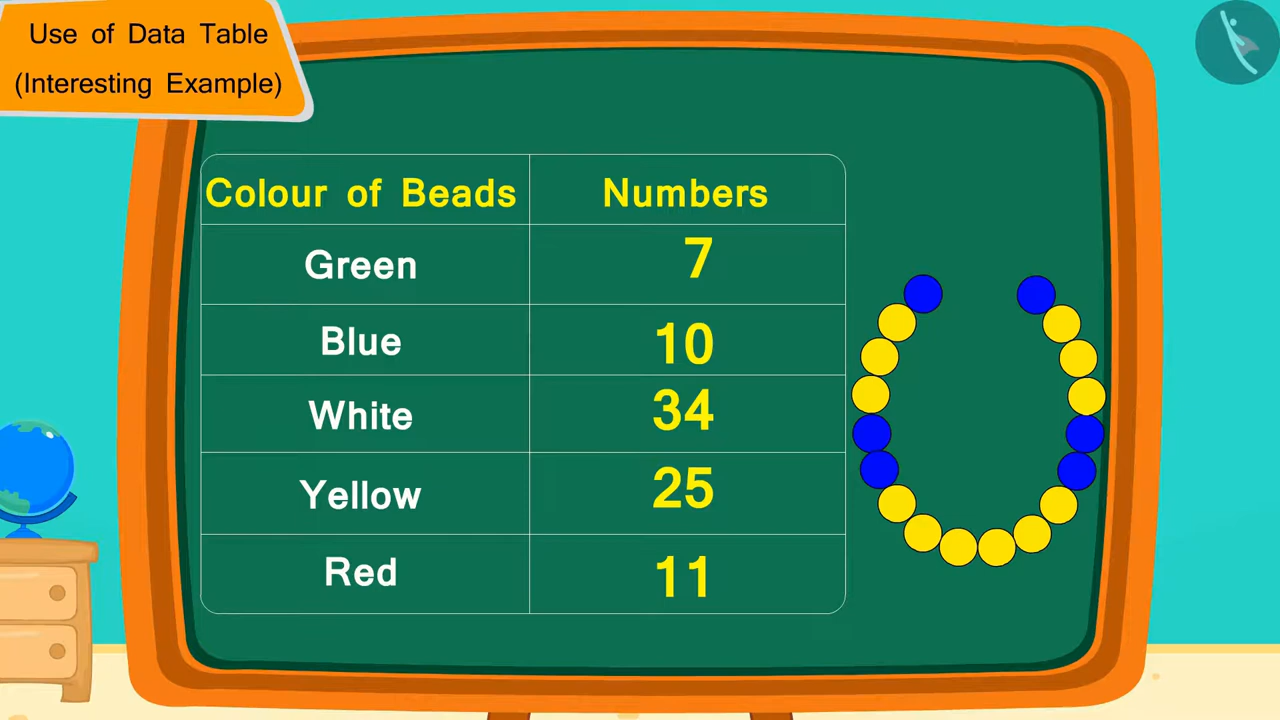 Use of Data Table
(Interesting Example)
Colour of Beads Numbers
Green 7
Blue 10
White 34
Yellow 25
Red 11